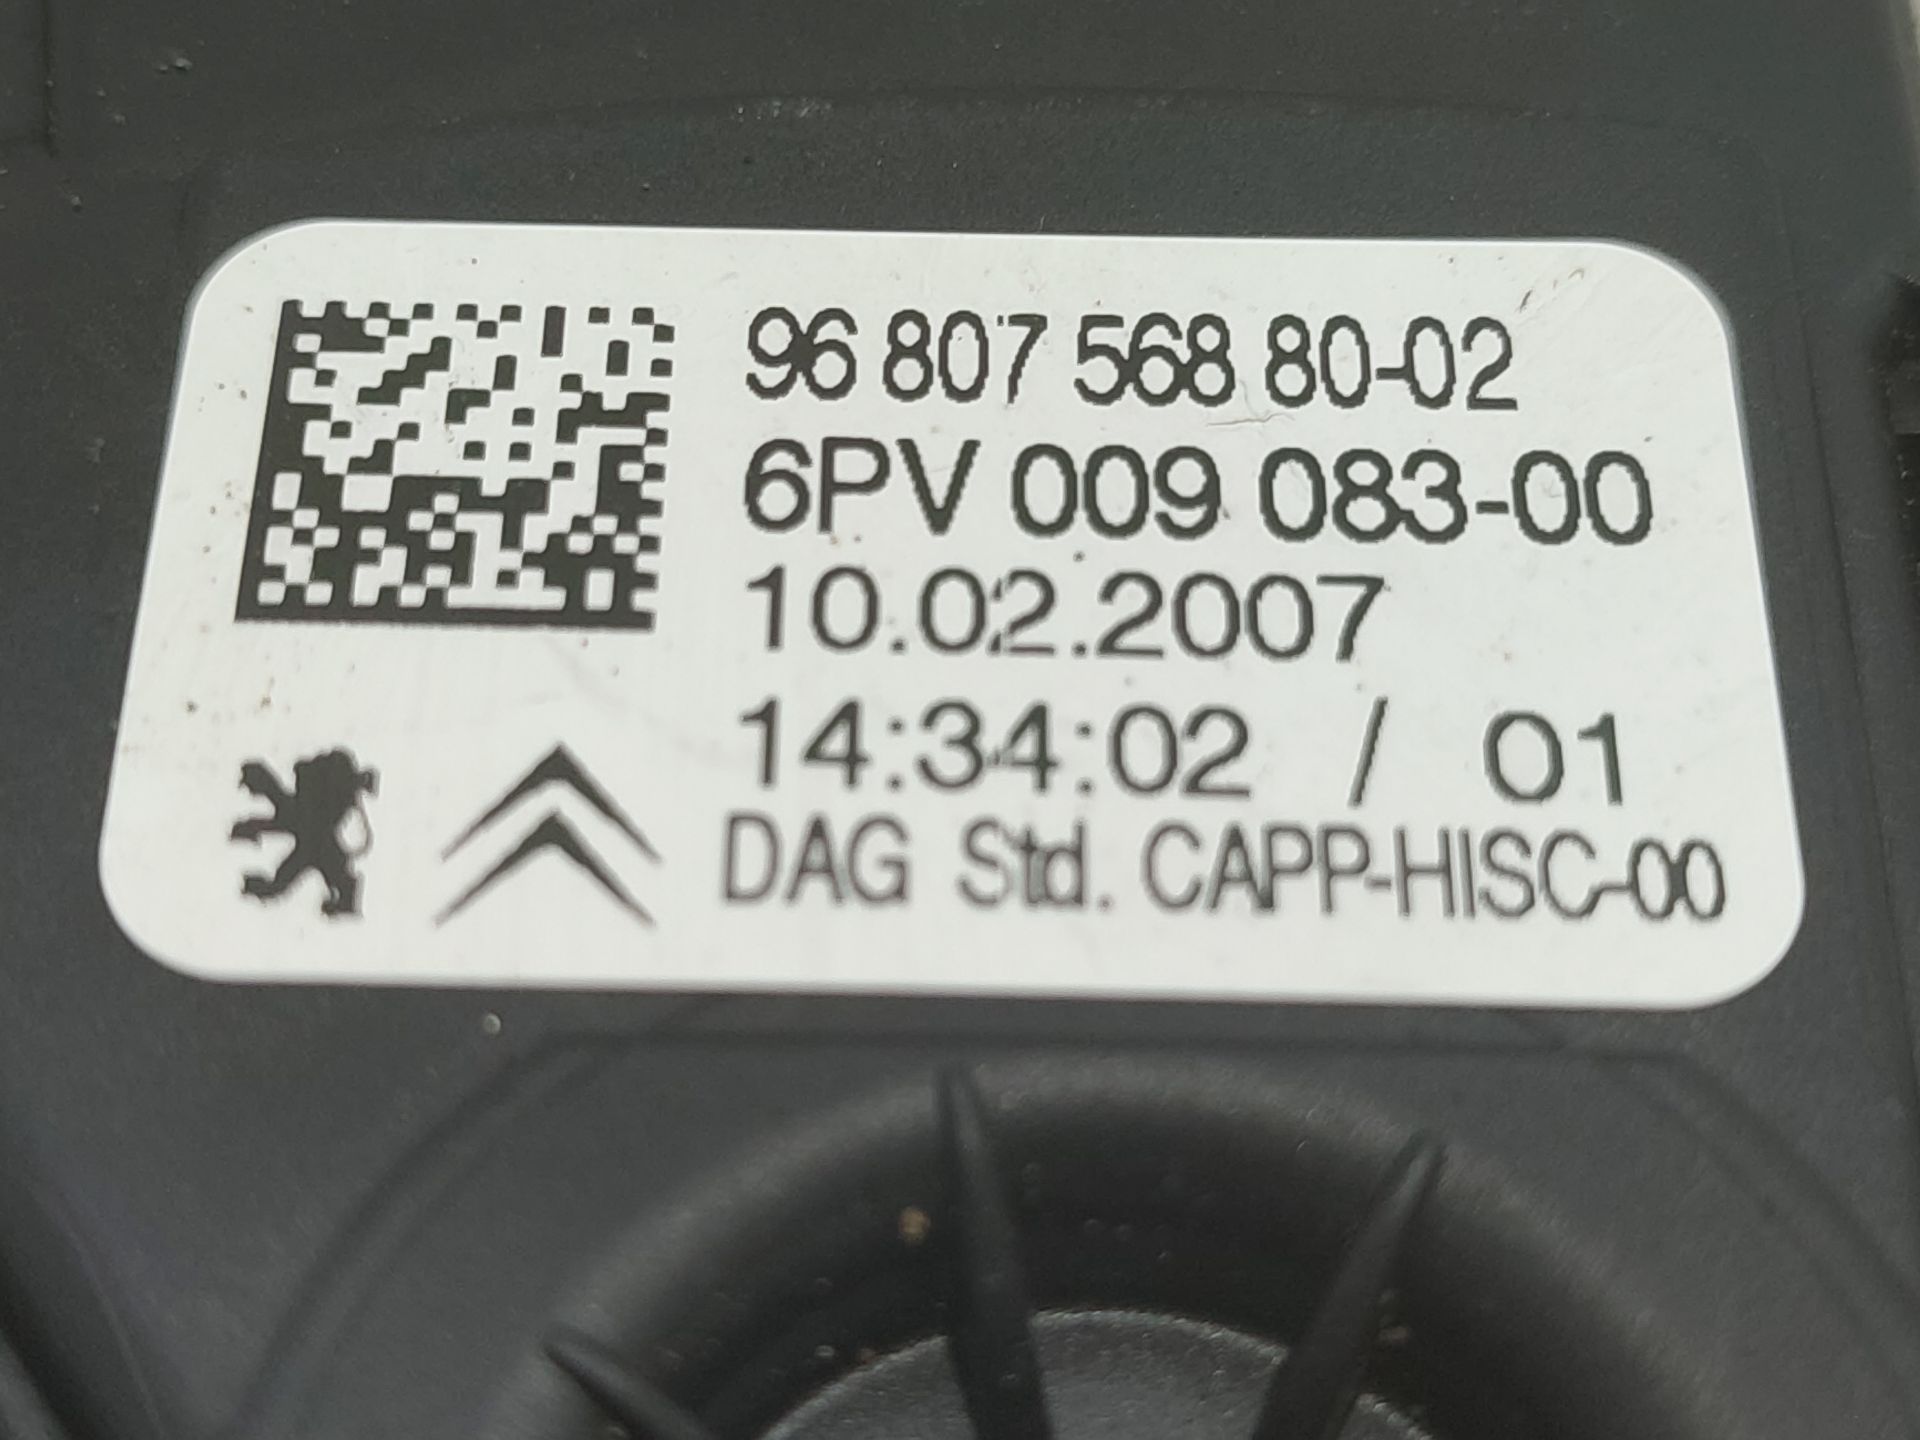 96 807 568 80-02
6PV 009 083-00
10.02.2007
14:34:02 / 01
DAG Std. CAPP-HISC-00